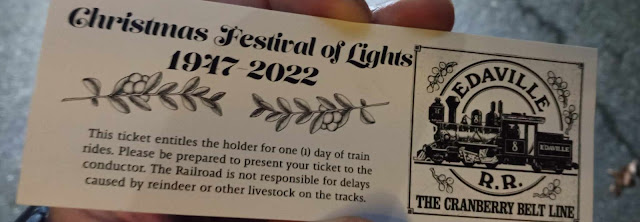 Christmas Festival of Lights
1947-2022
This ticket entitles the holder for one (1) day of train
rides. Please be prepared to present your ticket to the
conductor. The Railroad is not responsible for delays
caused by reindeer or other livestock on the tracks.
EDAVILLE
8
EDAVILLE
R.R.
THE CRANBERRY BELT LINE